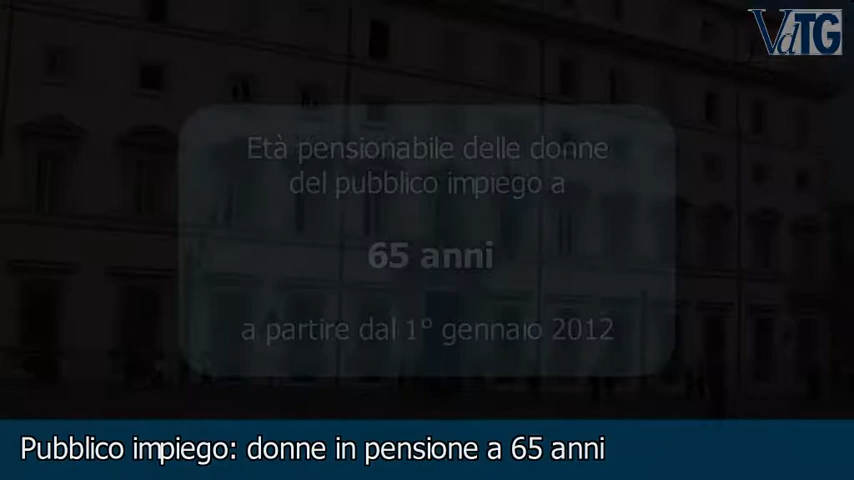 VdTG
Età pensionabile delle donne
del pubblico impiego a
65 anni
a partire dal 1° gennaio 2012
Pubblico impiego: donne in pensione a 65 anni